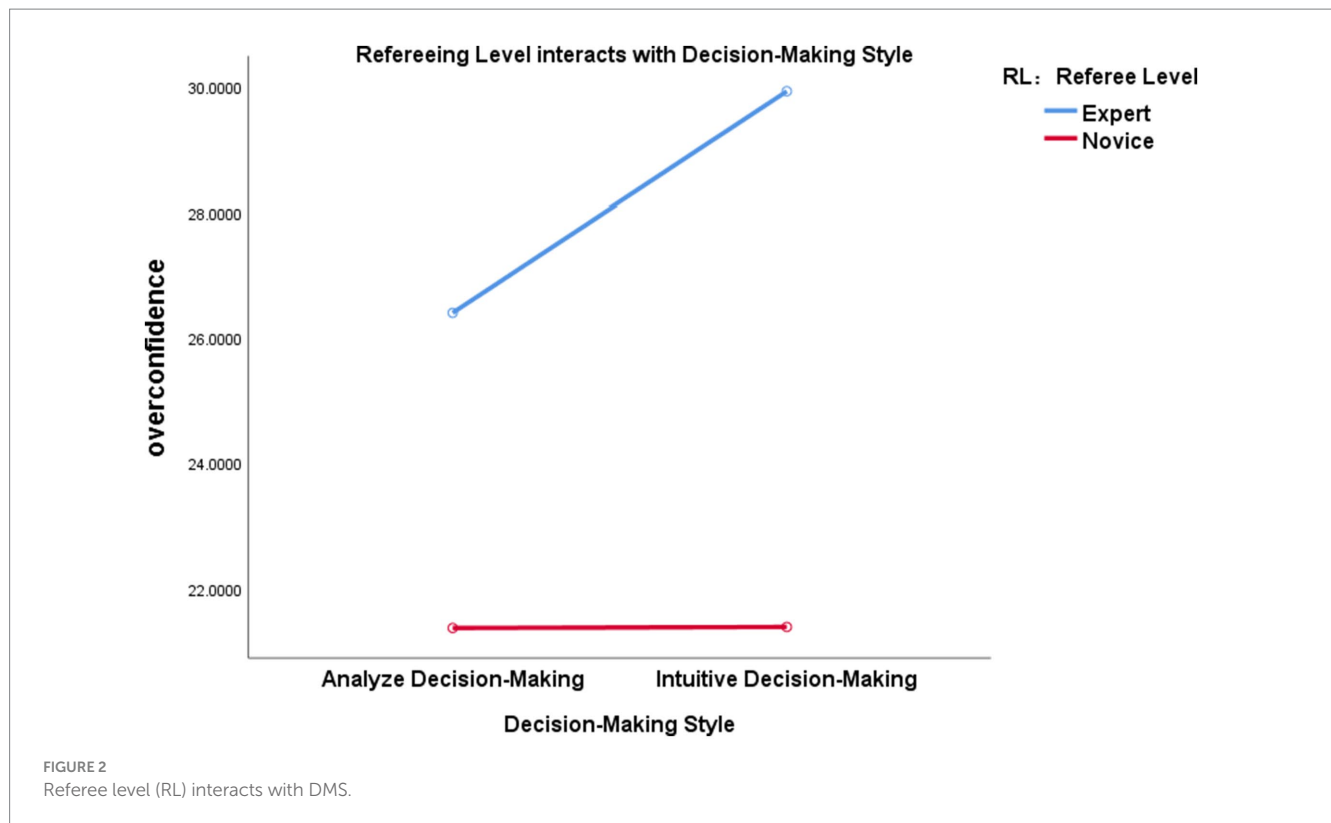 Refereeing Level interacts with Decision-Making Style
RL: Referee Level
Expert
Novice
overconfidence
30.0000
28.0000
26.0000
24.0000
22.0000
Analyze Decision-Making
Intuitive Decision-Making
Decision-Making Style
FIGURE 2
Referee level (RL) interacts with DMS.